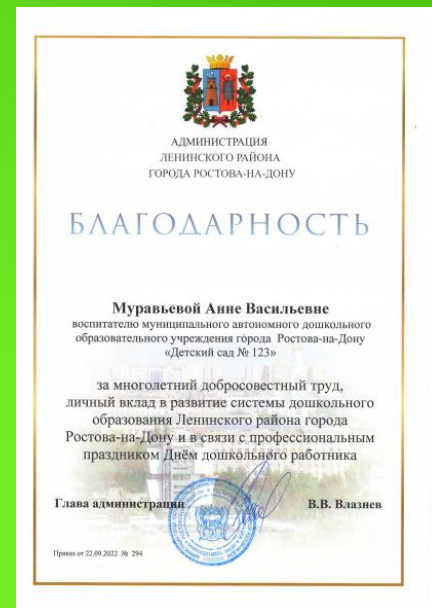 АДМИНИСТРАЦИЯ
ЛЕНИНСКОГО РАЙОНА
ГОРОДА РОСТОВА-НА-ДОНУ
БЛАГОДАРНОСТЬ
Муравьевой Анне Васильевне
воспитателю муниципального автономного дошкольного
образовательного учреждения города Ростова-на-Дону
«Детский сад № 123»
за многолетний добросовестный труд,
личный вклад в развитие системы дошкольного
образования Ленинского района города
Ростова-на-Дону и в связи с профессиональным
праздником Днём дошкольного работника
Глава администрации В.В. Влазнев
Приказ от 22.09.2022 № 294